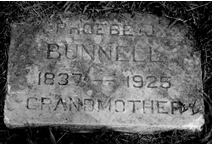 PHOEBE J.
BUNNELL
1837 — 1925
GRANDMOTHER